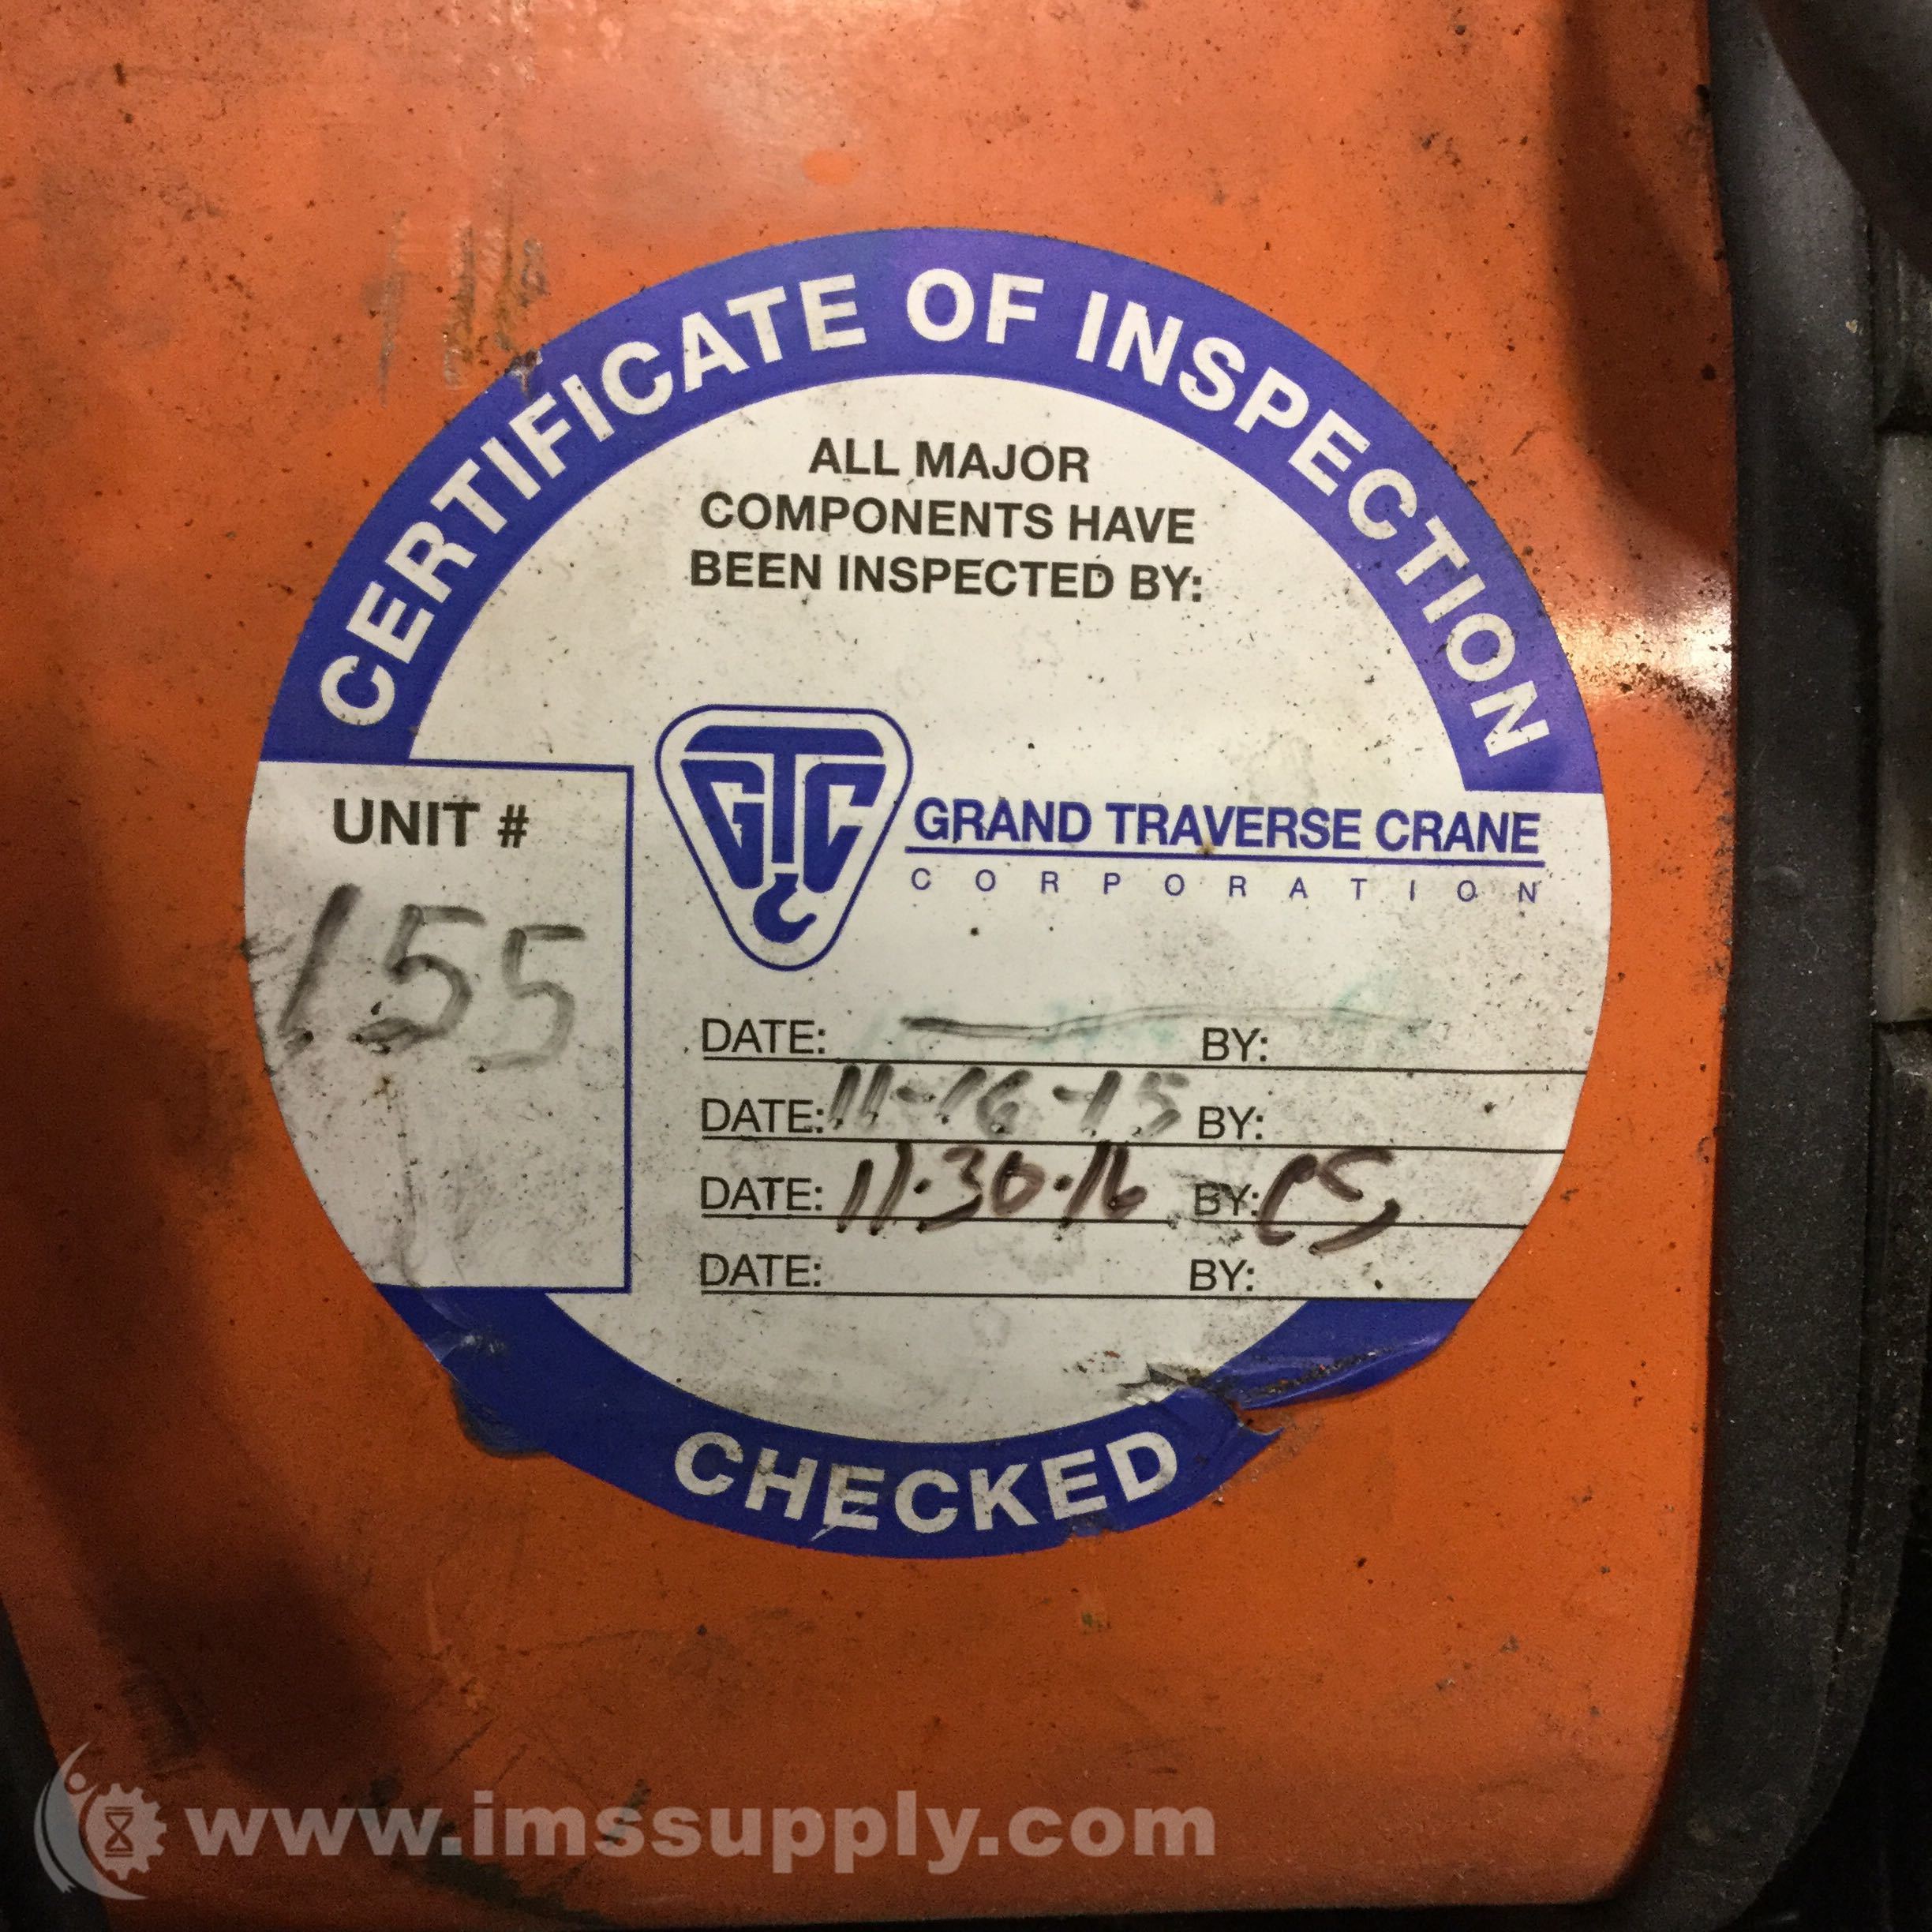 CERTIFICATE OF INSPECTION
ALL MAJOR
COMPONENTS HAVE
BEEN INSPECTED BY:
UNIT #
155
GTC
GRAND TRAVERSE CRANE
CORPORATION
DATE: BY:
DATE: 11-16-15 BY:
DATE: 11-30-16 BY: CS
DATE: BY:
CHECKED
www.imssupply.com